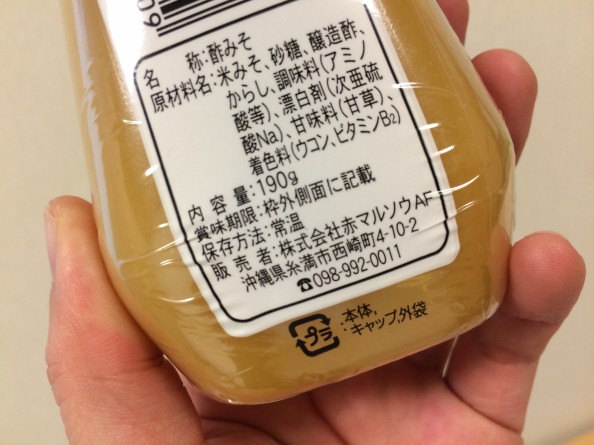 名 称:酢みそ
原材料名:米みそ、砂糖、醸造酢、
からし、調味料(アミノ
酸等)、漂白剤(次亜硫
酸Na)、甘味料(甘草)、
着色料(ウコン、ビタミンB₂)
内 容 量:190g
賞味期限:枠外側面に記載
保存方法:常温
販 売 者:株式会社赤マルソウAF
沖縄県糸満市西崎町4-10-2
☎098-992-0011
プラ
:本体、
キャップ,外袋